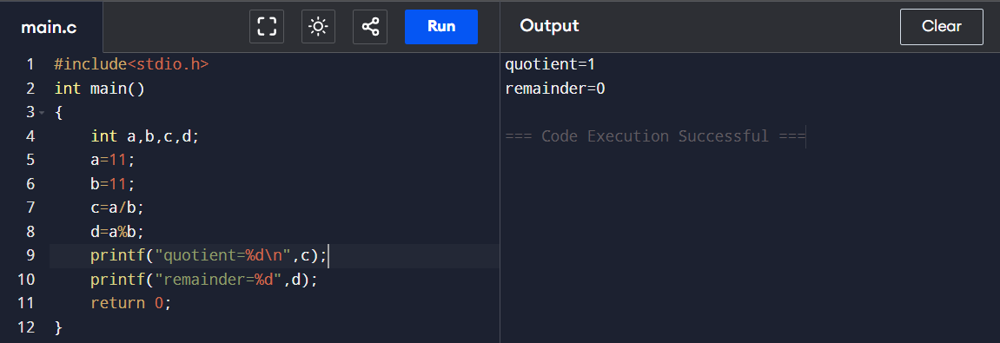 main.c
Run
Output
Clear
1 #include<stdio.h>
2 int main()
3 {
4     int a,b,c,d;
5     a=11;
6     b=11;
7     c=a/b;
8     d=a%b;
9     printf("quotient=%d\n",c);
10     printf("remainder=%d",d);
11     return 0;
12 }
quotient=1
remainder=0
=== Code Execution Successful ===